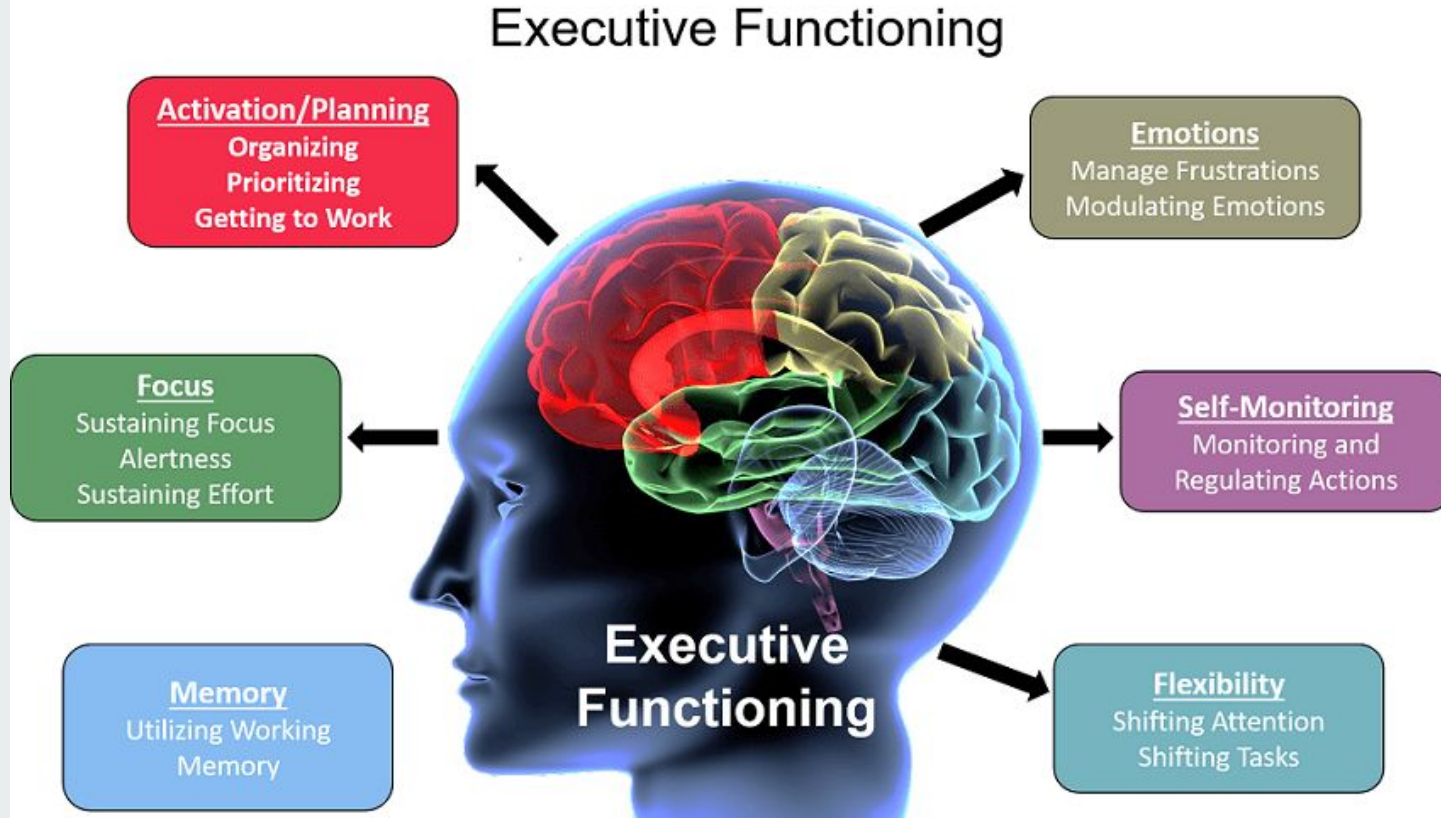 Executive Functioning
Activation/Planning
Organizing
Prioritizing
Getting to Work
Emotions
Manage Frustrations
Modulating Emotions
Focus
Sustaining Focus
Alertness
Sustaining Effort
Self-Monitoring
Monitoring and
Regulating Actions
Memory
Utilizing Working
Memory
Executive
Functioning
Flexibility
Shifting Attention
Shifting Tasks